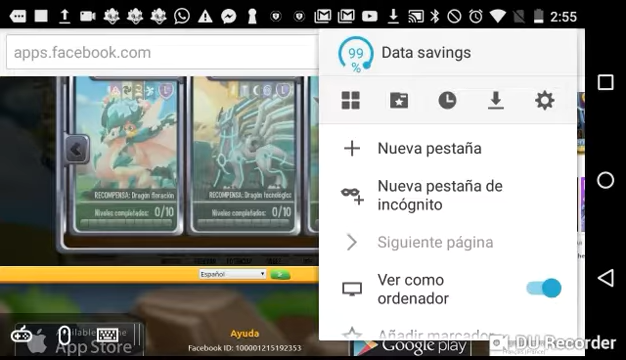 2:55
apps.facebook.com
99
%
Data savings
Nueva pestaña
Nueva pestaña de
incógnito
Siguiente página
Ver como
ordenador
Añadir marcador
RECOMPENSA: Dragón floración
Niveles completados: 0/10
RECOMPENSA: Dragón tecnológico
Niveles completados: 0/10
Español
Ayuda
Facebook ID: 100001215192353
App Store
Google play
DU Recorder